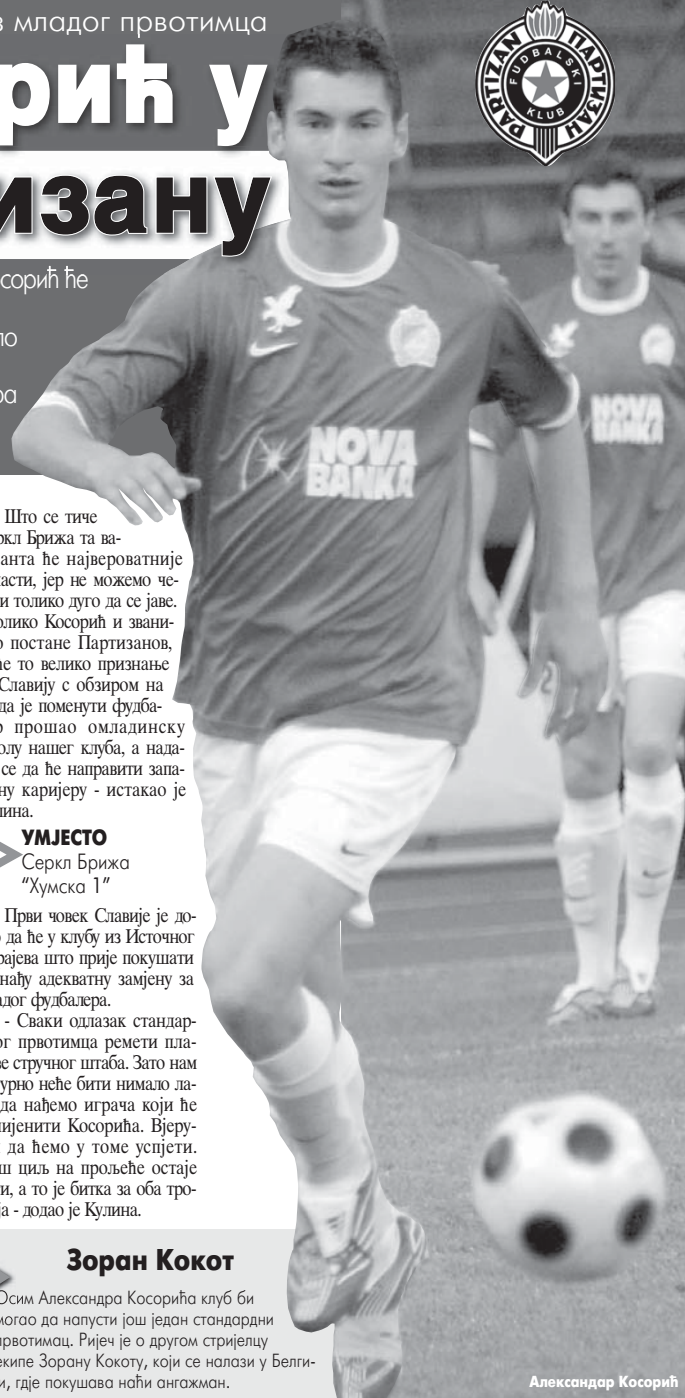 з младог првотимца
рић у
изану
сорић ће
ло
ра
PARTIZAN ПАРТИЗАН
FUDBALSKI
KLUB
NOVA
BANKA
NOVA
BANKA
Што се тиче
ркл Брижа та ва-
анта ће највероватније
асти, јер не можемо че-
и толико дуго да се јаве.
олико Косорић и звани-
о постане Партизанов,
ће то велико признање
Славију с обзиром на
да је поменути фудба-
р прошао омладинску
олу нашег клуба, а нада-
се да ће направити запа-
ну каријеру - истакао је
лина.
УМЈЕСТО
Серкл Брижа
“Хумска 1”
Први човек Славије је до-
о да ће у клубу из Источног
рајева што прије покушати
нађу адекватну замјену за
адог фудбалера.
- Сваки одлазак стандар-
ог првотимца ремети пла-
ве стручног штаба. Зато нам
урно неће бити нимало ла-
да нађемо играча који ће
мијенити Косорића. Вјеру-
да ћемо у томе успјети.
ш циљ на прољеће остаје
ти, а то је битка за оба тро-
ја - додао је Кулина.
Зоран Кокот
Осим Александра Косорића клуб би
могао да напусти још један стандардни
првотимац. Ријеч је о другом стријелцу
екипе Зорану Кокоту, који се налази у Белги-
и, гдје покушава наћи ангажман.
Александар Косорић